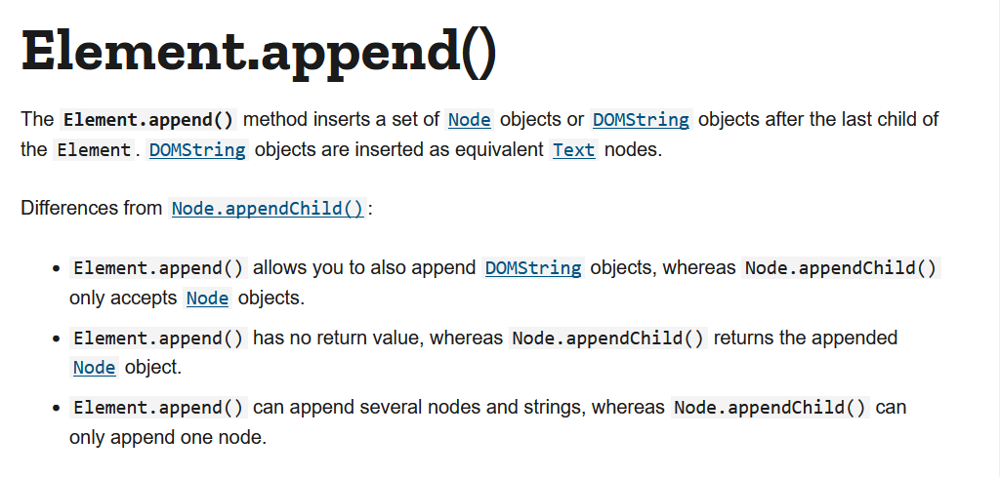 Element.append()
The Element.append() method inserts a set of Node objects or DOMString objects after the last child of
the Element. DOMString objects are inserted as equivalent Text nodes.
Differences from Node.appendChild():
• Element.append() allows you to also append DOMString objects, whereas Node.appendChild()
only accepts Node objects.
• Element.append() has no return value, whereas Node.appendChild() returns the appended
Node object.
• Element.append() can append several nodes and strings, whereas Node.appendChild() can
only append one node.